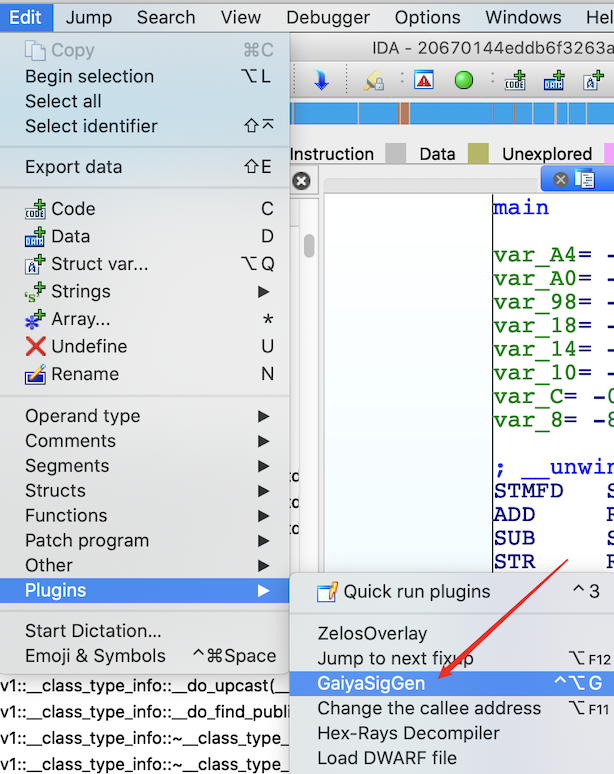 Edit Jump Search View Debugger Options Windows Hel
IDA - 20670144eddb6f3263a
Copy ⌘C
Begin selection ⌥L
Select all
Select identifier ⇧⌤
Export data ⇧E
Instruction Data Unexplored
Code C
Data D
Struct var... ⌥Q
Strings ▶
Array... *
Undefine U
Rename N
main
var_A4= -
var_A0= -
var_98= -
var_18= -
var_14= -
var_10= -
var_C= -0
var_8= -8
; __unwin
STMFD S
ADD R
SUB S
STR R
Operand type ▶
Comments ▶
Segments ▶
Structs ▶
Functions ▶
Patch program ▶
Other ▶
Plugins ▶
Start Dictation...
Emoji & Symbols ^⌘Space
Quick run plugins ^3
ZelosOverlay
Jump to next fixup ⌥F12
GaiyaSigGen ^⌥G
Change the callee address ⌥F11
Hex-Rays Decompiler
Load DWARF file
v1::__class_type_info::__do_upcast(__
v1::__class_type_info::__do_find_publi
v1::__class_type_info::~__class_type_
v1::__class_type_info::~__class_type_